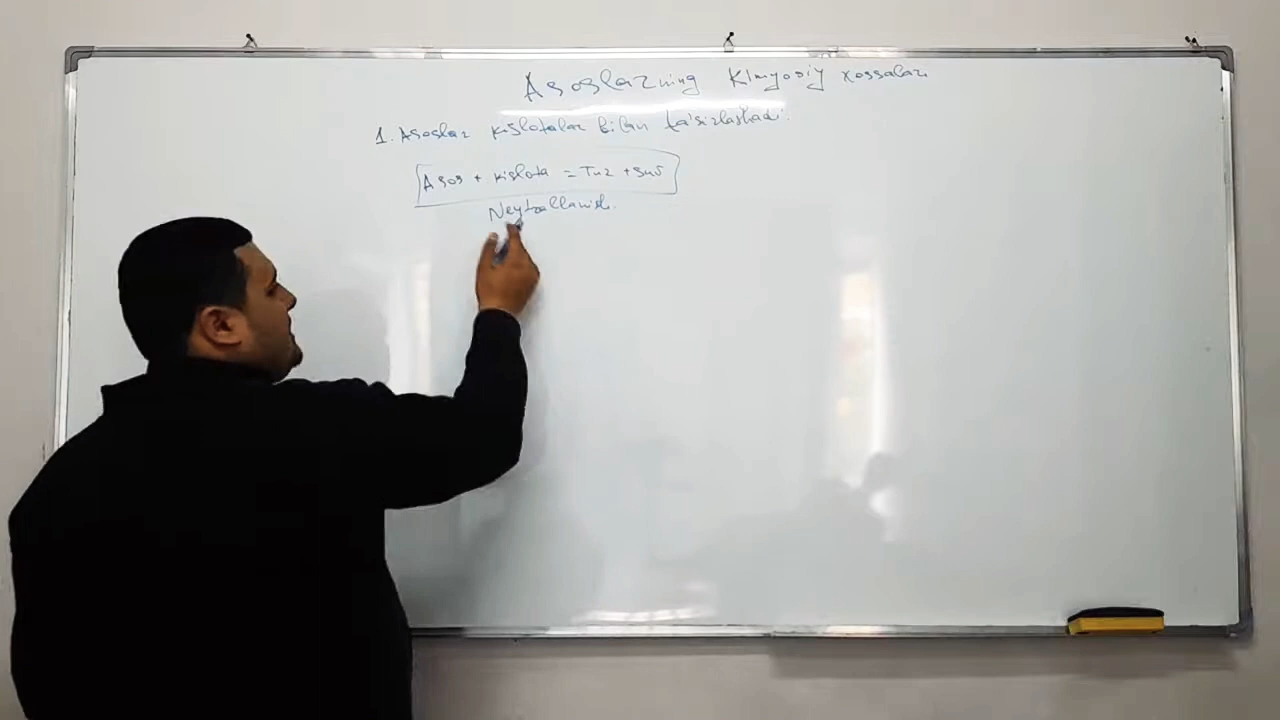 Asoslarning Kimyoviy xossalari
1. Asoslar kislotalar bilan ta'sirlashadi.
Asos + kislota = Tuz + suv
Neytrallanish.